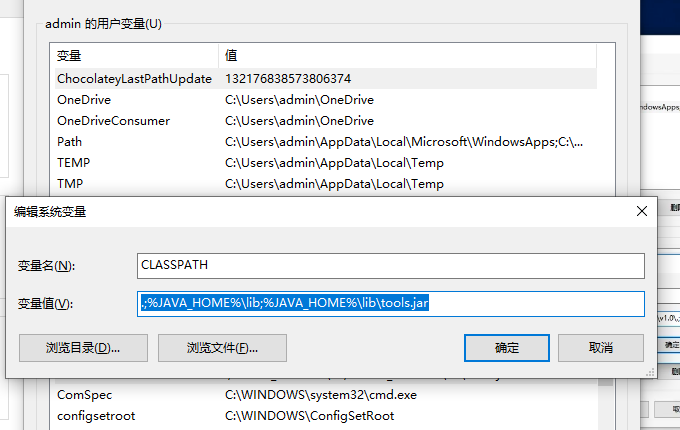 admin 的用户变量(U)
变量 值
ChocolateyLastPathUpdate 132176838573806374
OneDrive C:\Users\admin\OneDrive
OneDriveConsumer C:\Users\admin\OneDrive
Path C:\Users\admin\AppData\Local\Microsoft\WindowsApps;C:\...
TEMP C:\Users\admin\AppData\Local\Temp
TMP C:\Users\admin\AppData\Local\Temp
编辑系统变量
变量名(N): CLASSPATH
变量值(V): .;%JAVA_HOME%\lib;%JAVA_HOME%\lib\tools.jar
浏览目录(D)... 浏览文件(F)... 确定 取消
ComSpec C:\WINDOWS\system32\cmd.exe
configsetroot C:\WINDOWS\ConfigSetRoot